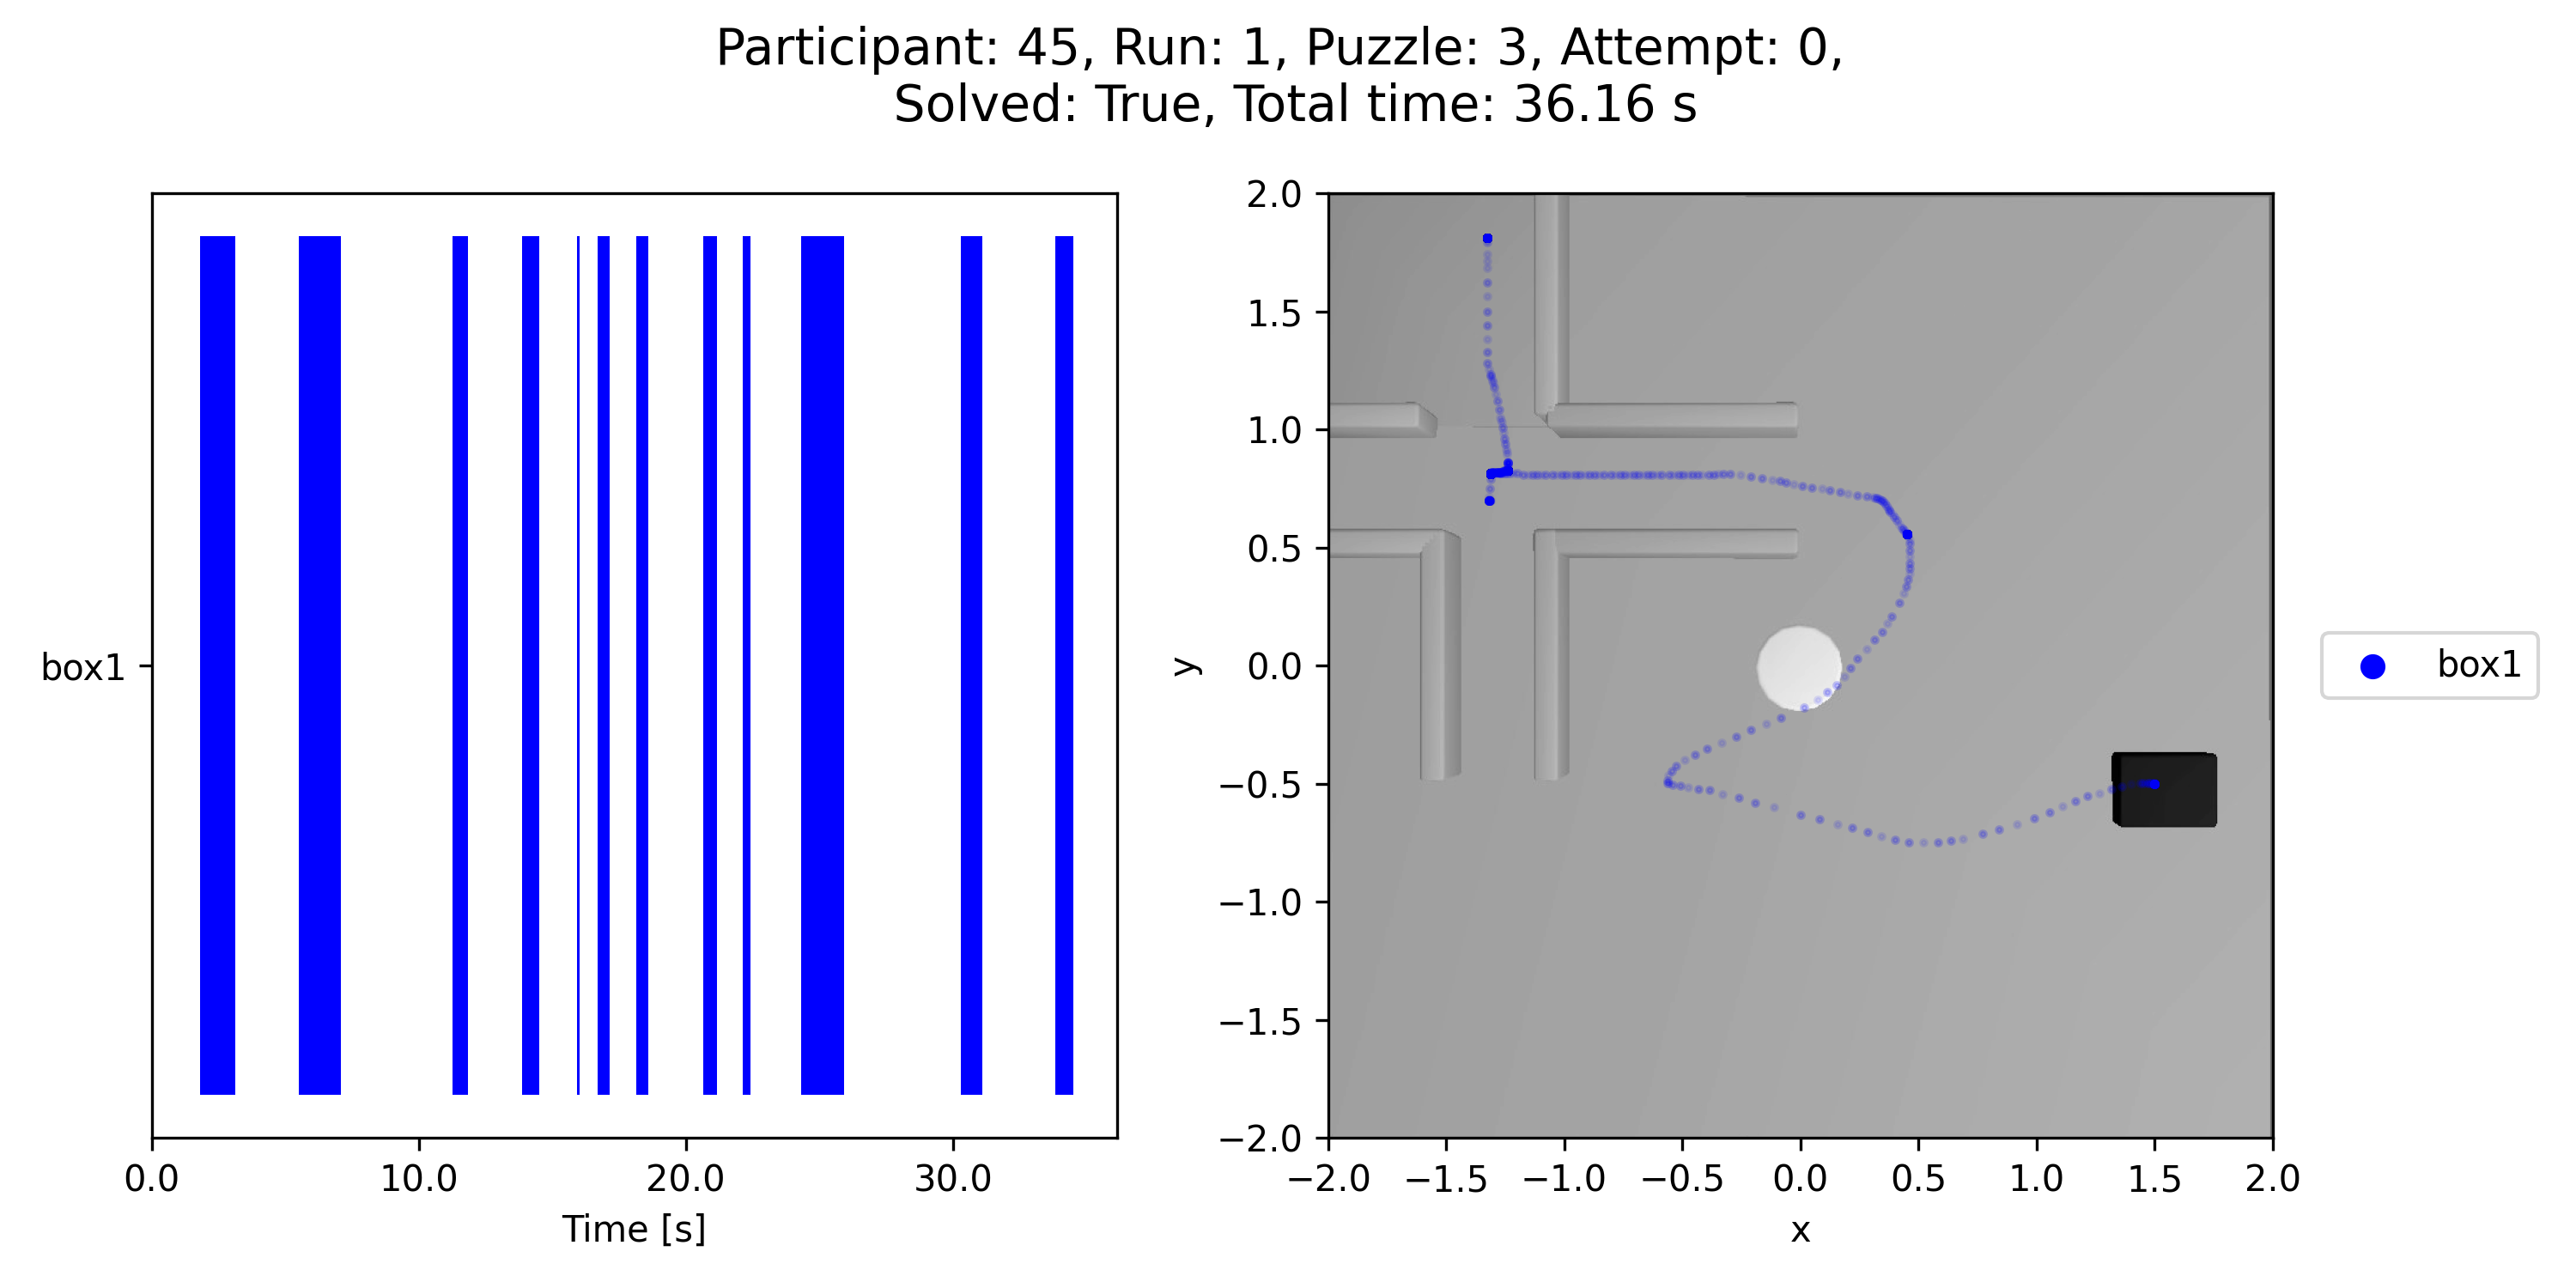 Participant: 45, Run: 1, Puzzle: 3, Attempt: 0,
Solved: True, Total time: 36.16 s
box1
0.0 10.0 20.0 30.0
Time [s]
2.0
1.5
1.0
0.5
0.0
−0.5
−1.0
−1.5
−2.0
y
−2.0 −1.5 −1.0 −0.5 0.0 0.5 1.0 1.5 2.0
x
box1